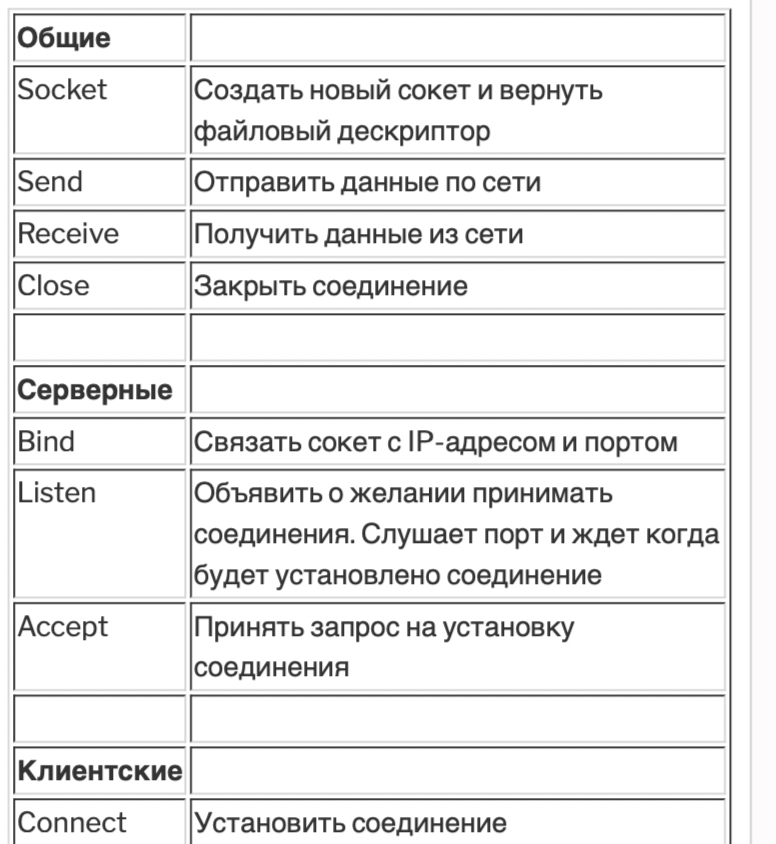 Общие
Socket Создать новый сокет и вернуть
файловый дескриптор
Send Отправить данные по сети
Receive Получить данные из сети
Close Закрыть соединение
Серверные
Bind Связать сокет с IP-адресом и портом
Listen Объявить о желании принимать
соединения. Слушает порт и ждет когда
будет установлено соединение
Accept Принять запрос на установку
соединения
Клиентские
Connect Установить соединение